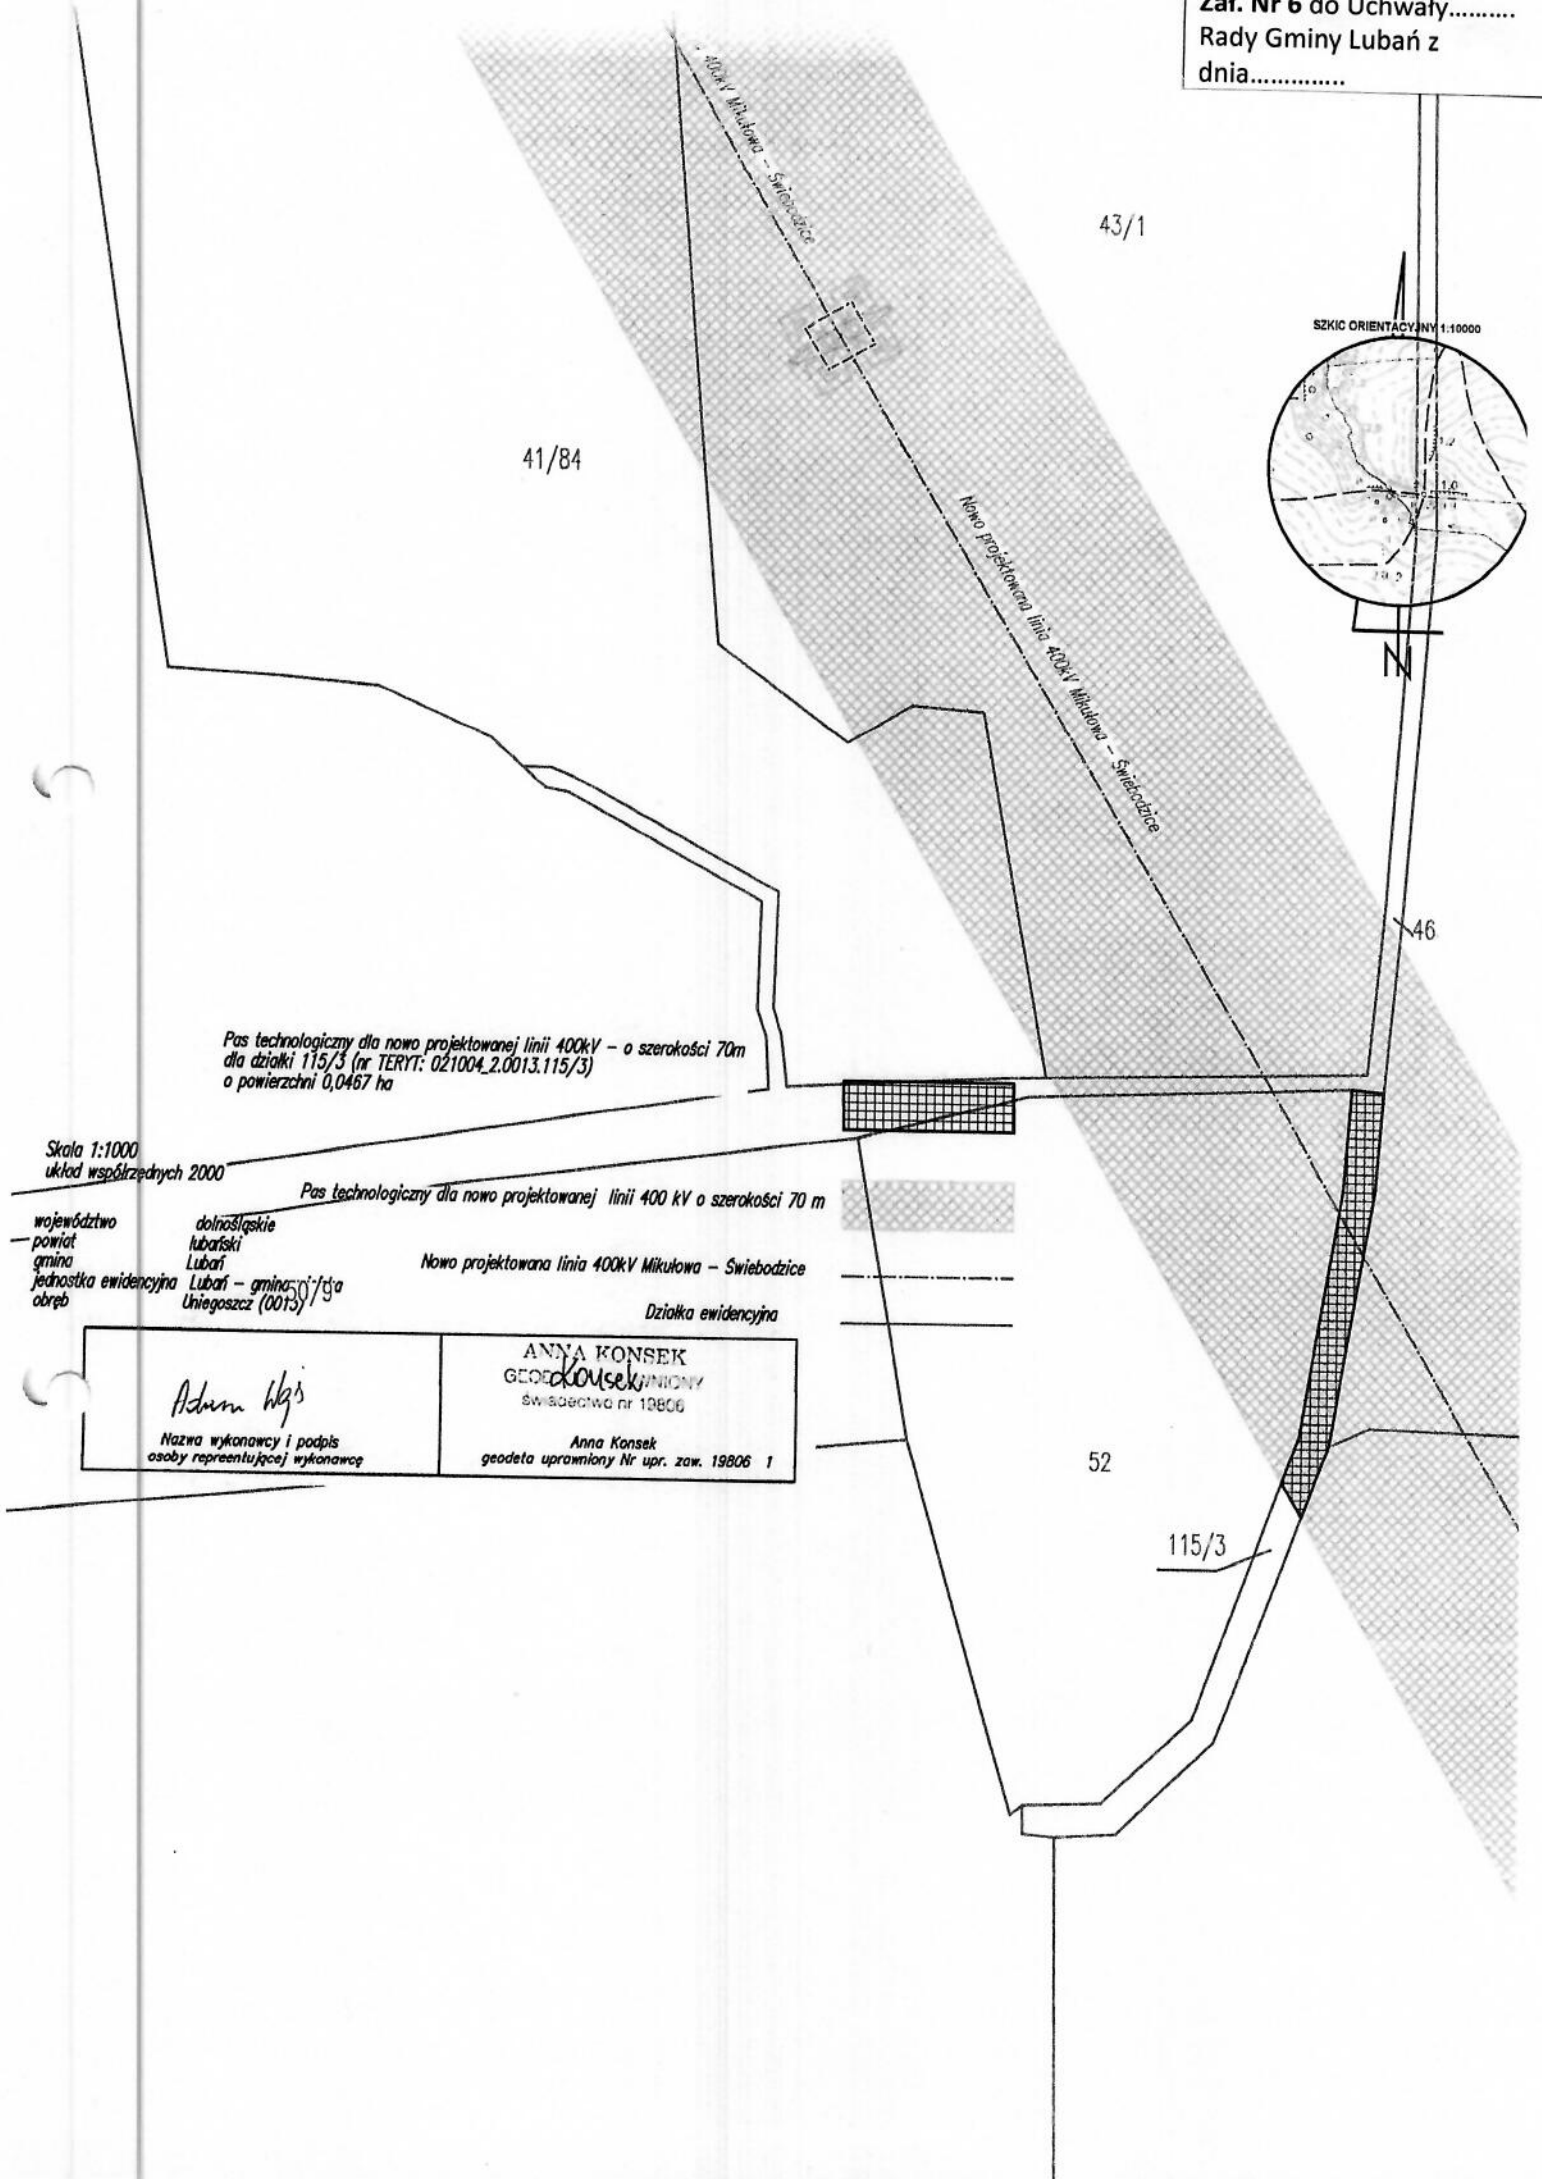 Zał. Nr 6 do Uchwały..........
Rady Gminy Lubań z
dnia..............
400kV Mikułowa - Świebodzice
43/1
SZKIC ORIENTACYJNY 1:10000
41/84
Nowo projektowana linia 400kV Mikułowa - Świebodzice
N
46
Pas technologiczny dla nowo projektowanej linii 400kV – o szerokości 70m
dla działki 115/3 (nr TERYT: 021004_2.0013.115/3)
o powierzchni 0,0467 ha
Skala 1:1000
układ współrzędnych 2000
Pas technologiczny dla nowo projektowanej linii 400 kV o szerokości 70 m
województwo dolnośląskie
powiat lubański
gmina Lubań
jednostka ewidencyjna Lubań – gmina
obręb Uniegoszcz (0013)
Nowo projektowana linia 400kV Mikułowa – Świebodzice
Działka ewidencyjna
ANNA KONSEK
świadectwo nr 19806
Nazwa wykonawcy i podpis
osoby repreentującej wykonawcę
Anna Konsek
geodeta uprawniony Nr upr. zaw. 19806 1
52
115/3